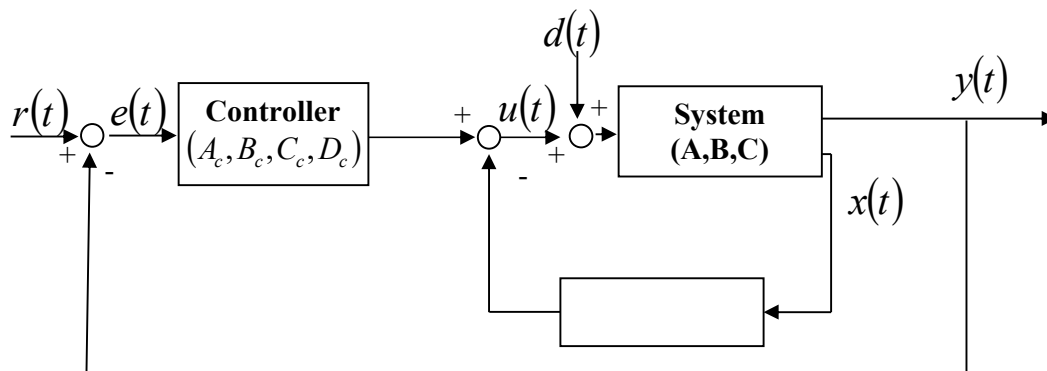 d(t)
r(t)
e(t)
Controller
(A_c, B_c, C_c, D_c)
+
u(t)
+
System
(A,B,C)
y(t)
+
-
+
+
-
x(t)